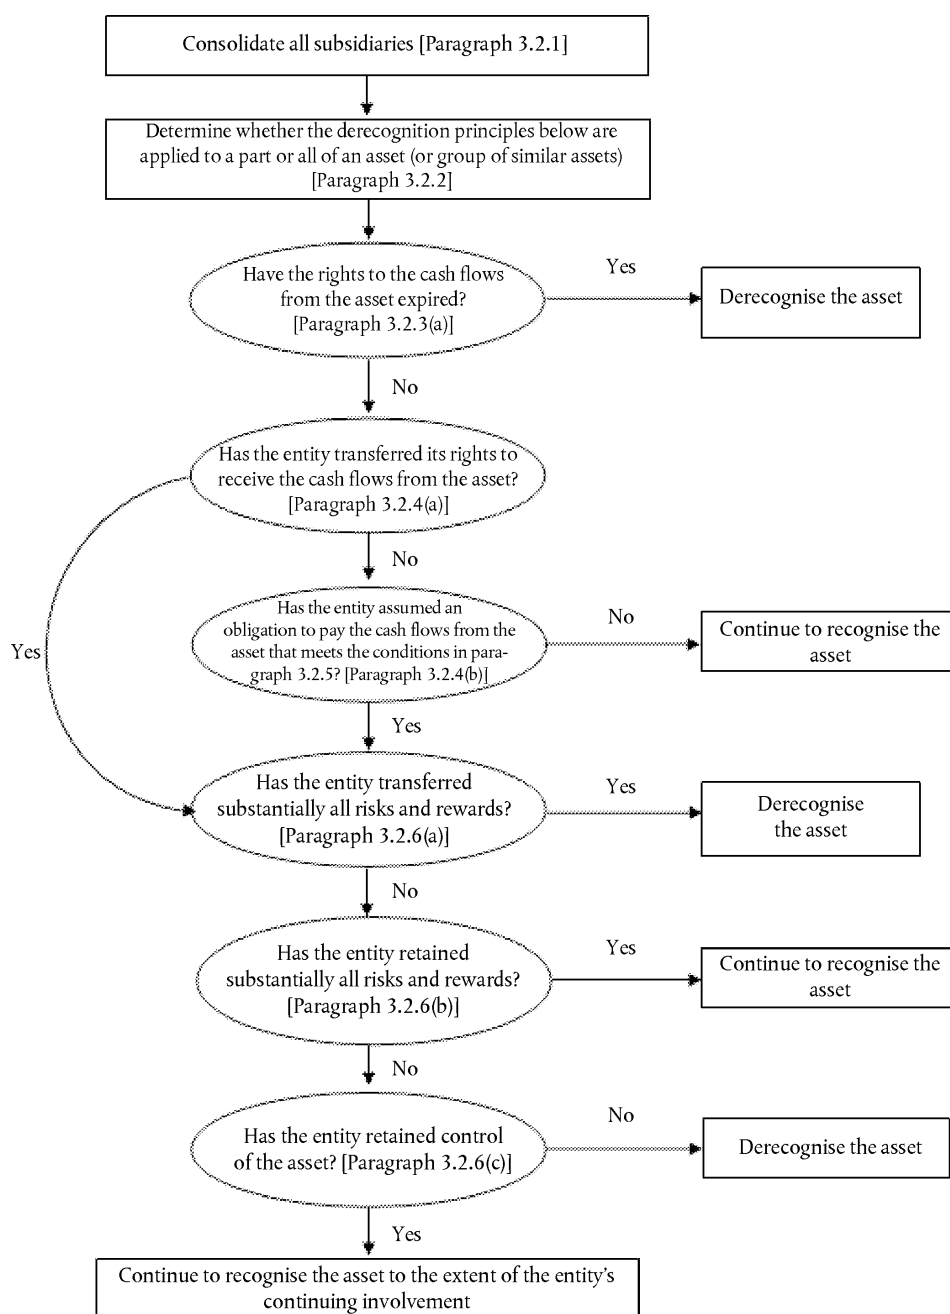 Consolidate all subsidiaries [Paragraph 3.2.1]
Determine whether the derecognition principles below are
applied to a part or all of an asset (or group of similar assets)
[Paragraph 3.2.2]
Have the rights to the cash flows
from the asset expired?
[Paragraph 3.2.3(a)]
Yes
Derecognise the asset
No
Has the entity transferred its rights to
receive the cash flows from the asset?
[Paragraph 3.2.4(a)]
No
Yes
Has the entity assumed an
obligation to pay the cash flows from the
asset that meets the conditions in para-
graph 3.2.5? [Paragraph 3.2.4(b)]
No
Continue to recognise the
asset
Yes
Has the entity transferred
substantially all risks and rewards?
[Paragraph 3.2.6(a)]
Yes
Derecognise
the asset
No
Has the entity retained
substantially all risks and rewards?
[Paragraph 3.2.6(b)]
Yes
Continue to recognise the
asset
No
Has the entity retained control
of the asset? [Paragraph 3.2.6(c)]
No
Derecognise the asset
Yes
Continue to recognise the asset to the extent of the entity's
continuing involvement